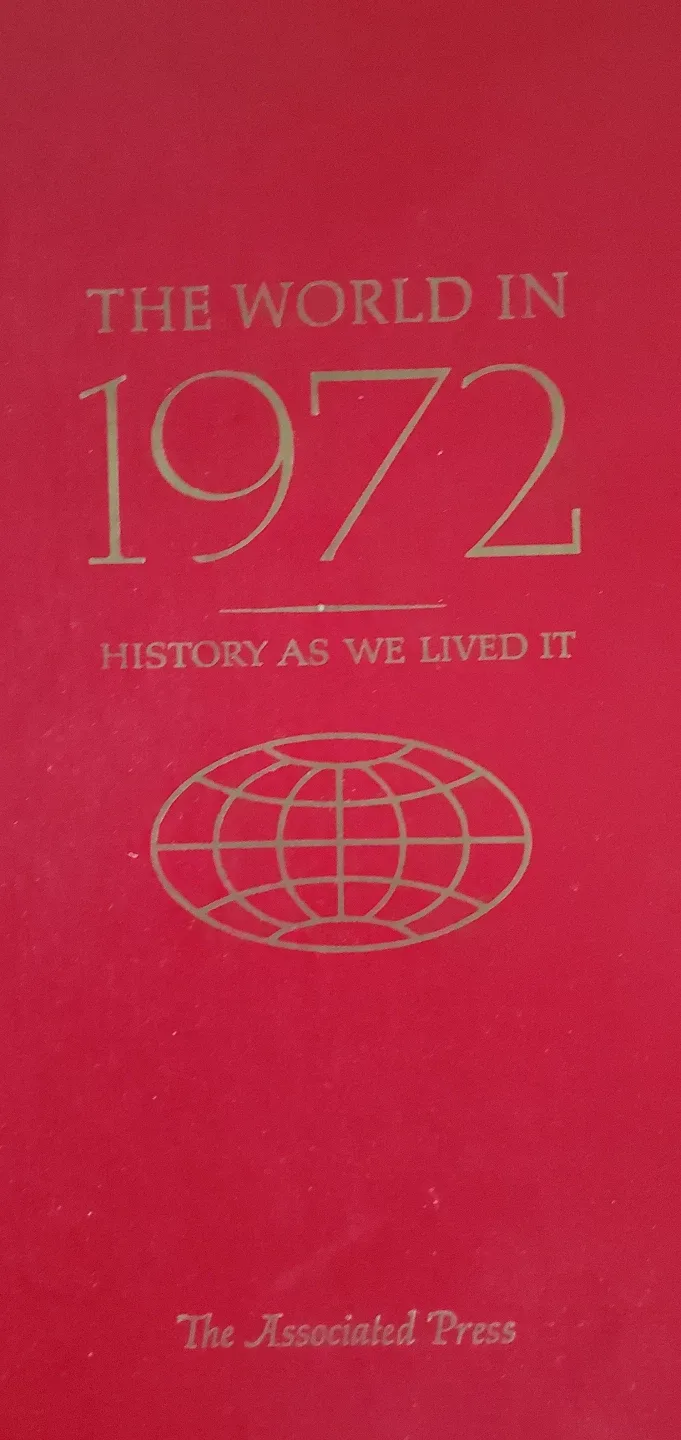 THE WORLD IN
1972
HISTORY AS WE LIVED IT
The Associated Press